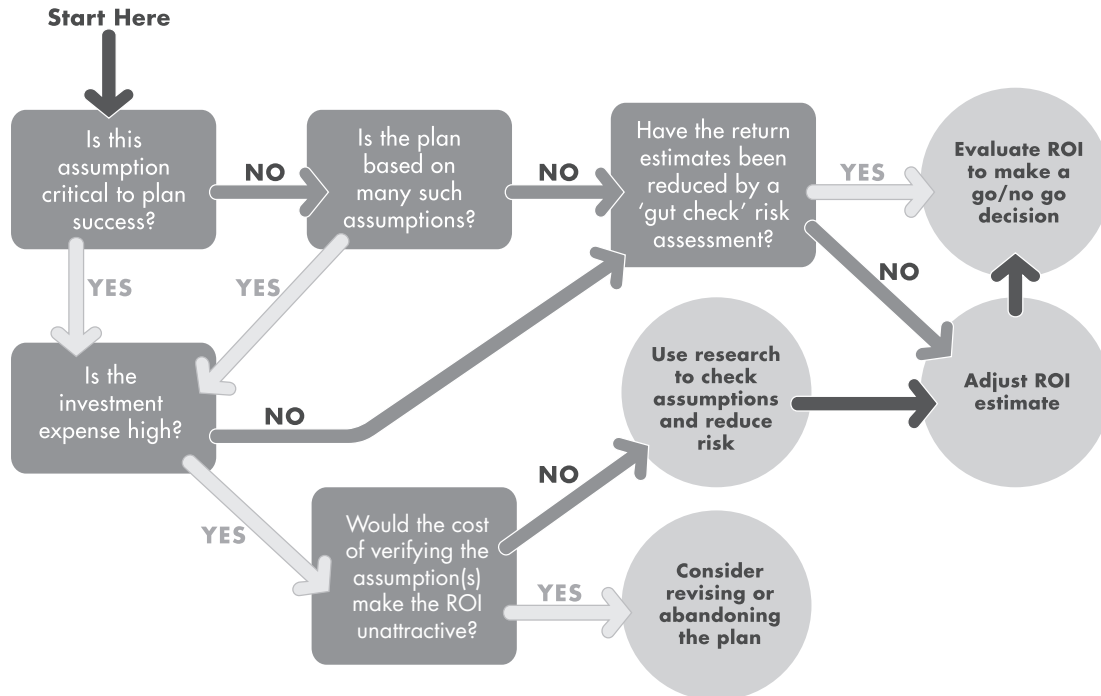 Start Here
Is this
assumption
critical to plan
success?
NO
Is the plan
based on
many such
assumptions?
NO
Have the return
estimates been
reduced by a
‘gut check’ risk
assessment?
YES
Evaluate ROI
to make a
go/no go
decision
YES
YES
NO
Is the
investment
expense high?
NO
Use research
to check
assumptions
and reduce
risk
Adjust ROI
estimate
YES
Would the cost
of verifying the
assumption(s)
make the ROI
unattractive?
NO
YES
Consider
revising or
abandoning
the plan